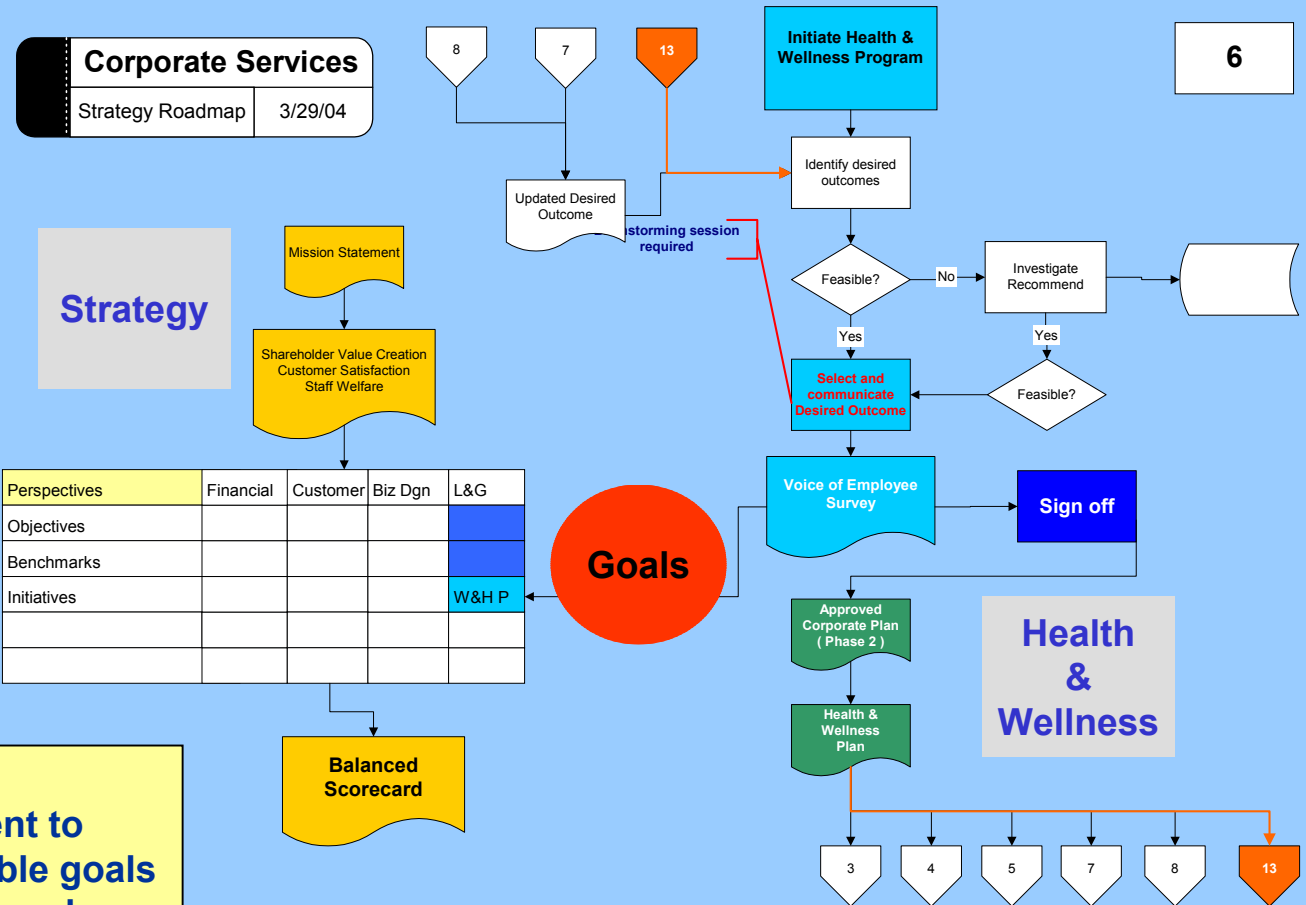 Corporate Services
Strategy Roadmap
3/29/04
8
7
13
Initiate Health &
Wellness Program
6
Identify desired
outcomes
Updated Desired
Outcome
session
required
Mission Statement
Strategy
Feasible?
No
Investigate
Recommend
Yes
Yes
Shareholder Value Creation
Customer Satisfaction
Staff Welfare
Select and
communicate
Desired Outcome
Feasible?
Perspectives
Financial
Customer
Biz Dgn
L&G
Objectives
Benchmarks
Initiatives
W&H P
Goals
Voice of Employee
Survey
Sign off
Approved
Corporate Plan
( Phase 2 )
Health
&
Wellness
Health &
Wellness
Plan
Balanced
Scorecard
to
goals
3
4
5
7
8
13